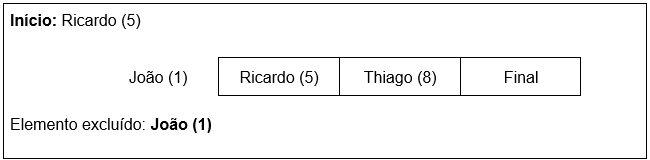 Início: Ricardo (5)
João (1) Ricardo (5) Thiago (8) Final
Elemento excluído: João (1)